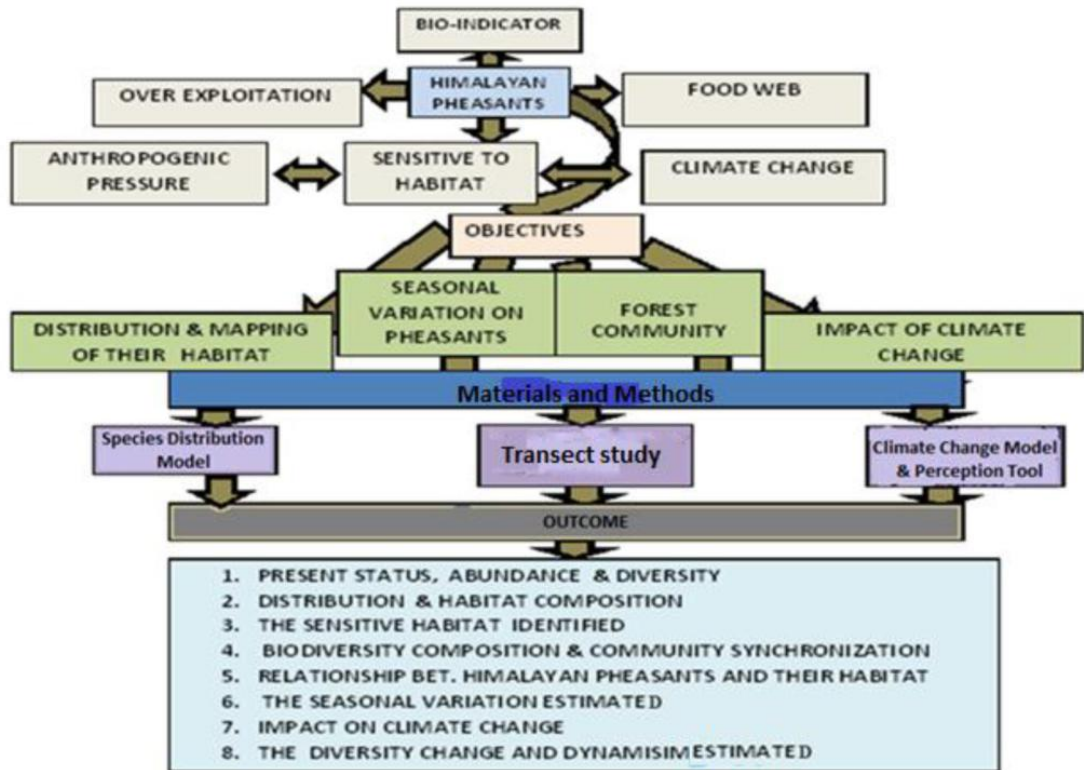 BIO-INDICATOR
HIMALAYAN
PHEASANTS
OVER EXPLOITATION
FOOD WEB
ANTHROPOGENIC
PRESSURE
SENSITIVE TO
HABITAT
CLIMATE CHANGE
OBJECTIVES
DISTRIBUTION & MAPPING
OF THEIR HABITAT
SEASONAL
VARIATION ON
PHEASANTS
FOREST
COMMUNITY
IMPACT OF CLIMATE
CHANGE
Materials and Methods
Species Distribution
Model
Transect study
Climate Change Model
& Perception Tool
OUTCOME
1. PRESENT STATUS, ABUNDANCE & DIVERSITY
2. DISTRIBUTION & HABITAT COMPOSITION
3. THE SENSITIVE HABITAT IDENTIFIED
4. BIODIVERSITY COMPOSITION & COMMUNITY SYNCHRONIZATION
5. RELATIONSHIP BET. HIMALAYAN PHEASANTS AND THEIR HABITAT
6. THE SEASONAL VARIATION ESTIMATED
7. IMPACT ON CLIMATE CHANGE
8. THE DIVERSITY CHANGE AND DYNAMISIM ESTIMATED